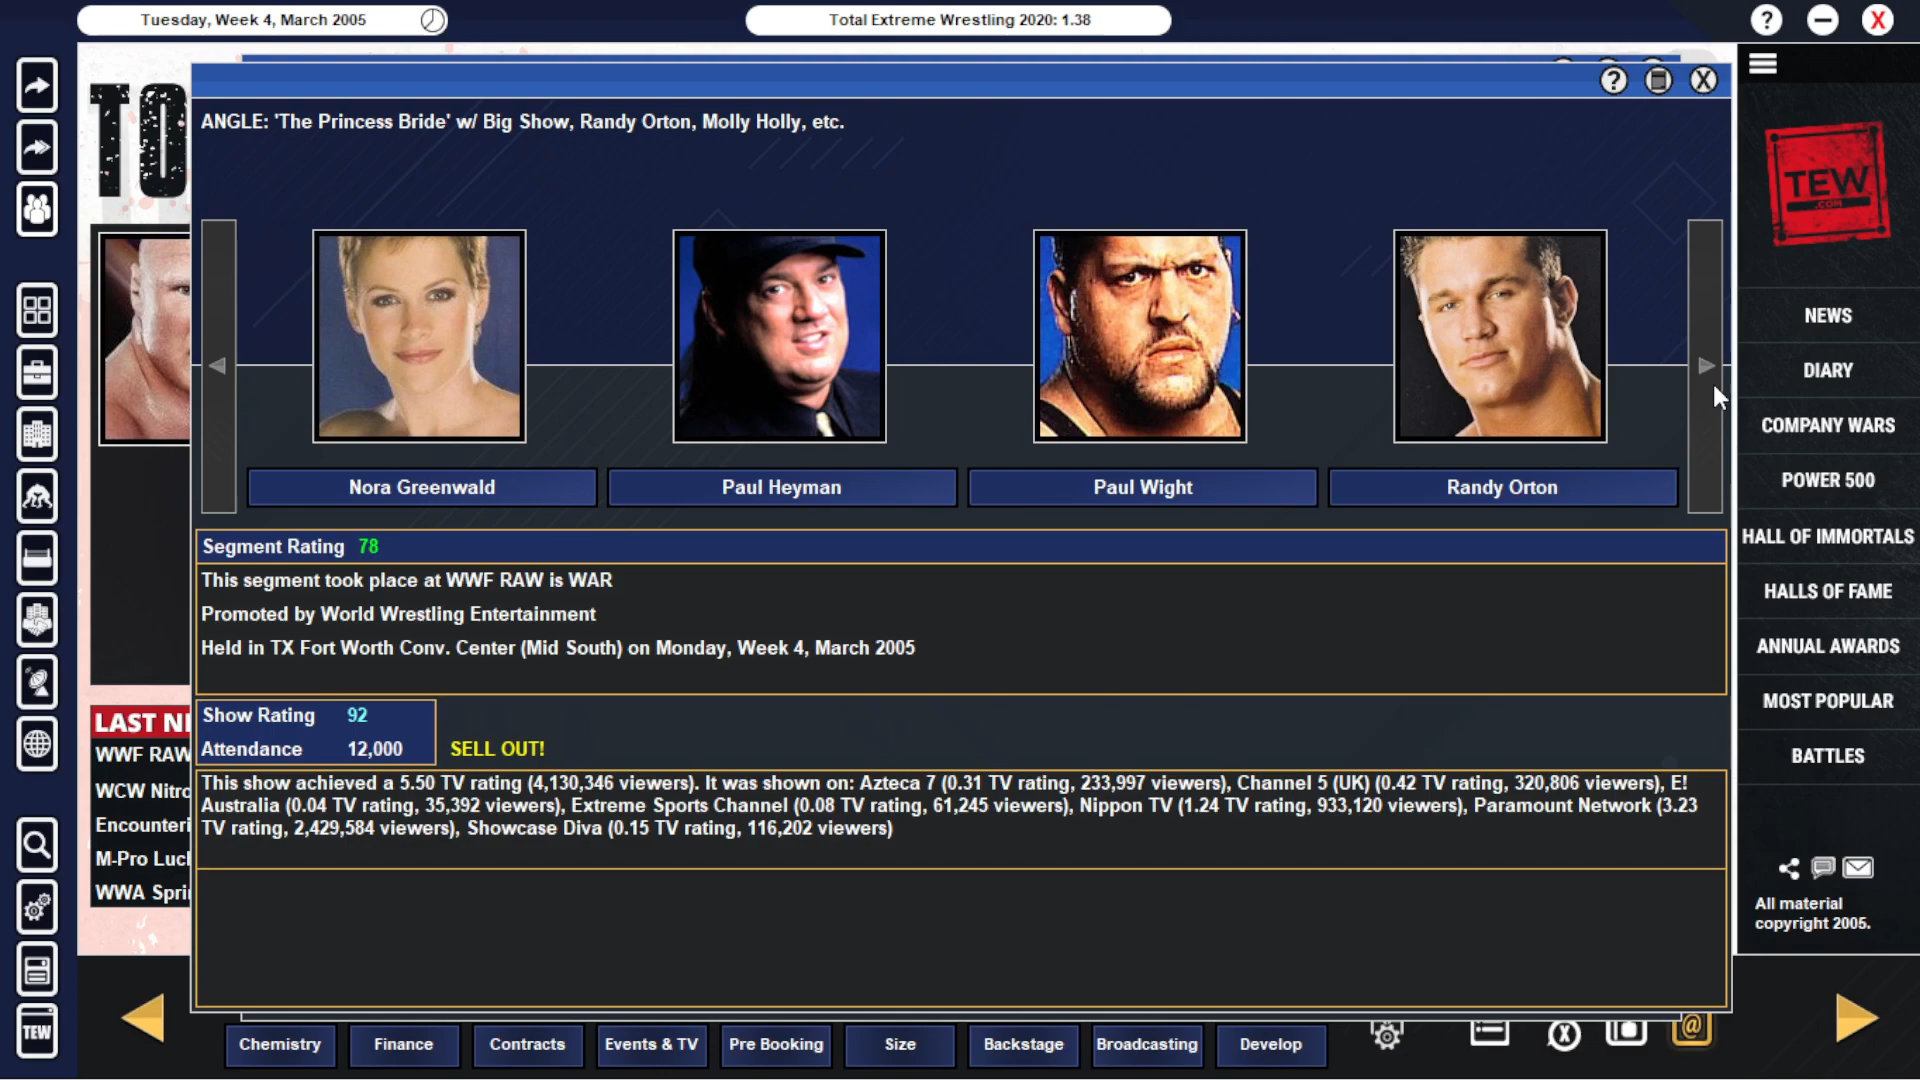 Tuesday, Week 4, March 2005
Total Extreme Wrestling 2020: 1.38
?
X
?
X
ANGLE: 'The Princess Bride' w/ Big Show, Randy Orton, Molly Holly, etc.
TO
TEW
.COM
NEWS
DIARY
COMPANY WARS
POWER 500
HALL OF IMMORTALS
HALLS OF FAME
ANNUAL AWARDS
MOST POPULAR
BATTLES
Nora Greenwald
Paul Heyman
Paul Wight
Randy Orton
Segment Rating 78
This segment took place at WWF RAW is WAR
Promoted by World Wrestling Entertainment
Held in TX Fort Worth Conv. Center (Mid South) on Monday, Week 4, March 2005
Show Rating 92
Attendance 12,000 SELL OUT!
This show achieved a 5.50 TV rating (4,130,346 viewers). It was shown on: Azteca 7 (0.31 TV rating, 233,997 viewers), Channel 5 (UK) (0.42 TV rating, 320,806 viewers), E!
Australia (0.04 TV rating, 35,392 viewers), Extreme Sports Channel (0.08 TV rating, 61,245 viewers), Nippon TV (1.24 TV rating, 933,120 viewers), Paramount Network (3.23
TV rating, 2,429,584 viewers), Showcase Diva (0.15 TV rating, 116,202 viewers)
LAST NI
WWF RAW
WCW Nitro
Encounteri
M-Pro Luc
WWA Spri
All material
copyright 2005.
TEW
Chemistry
Finance
Contracts
Events & TV
Pre Booking
Size
Backstage
Broadcasting
Develop
X
@